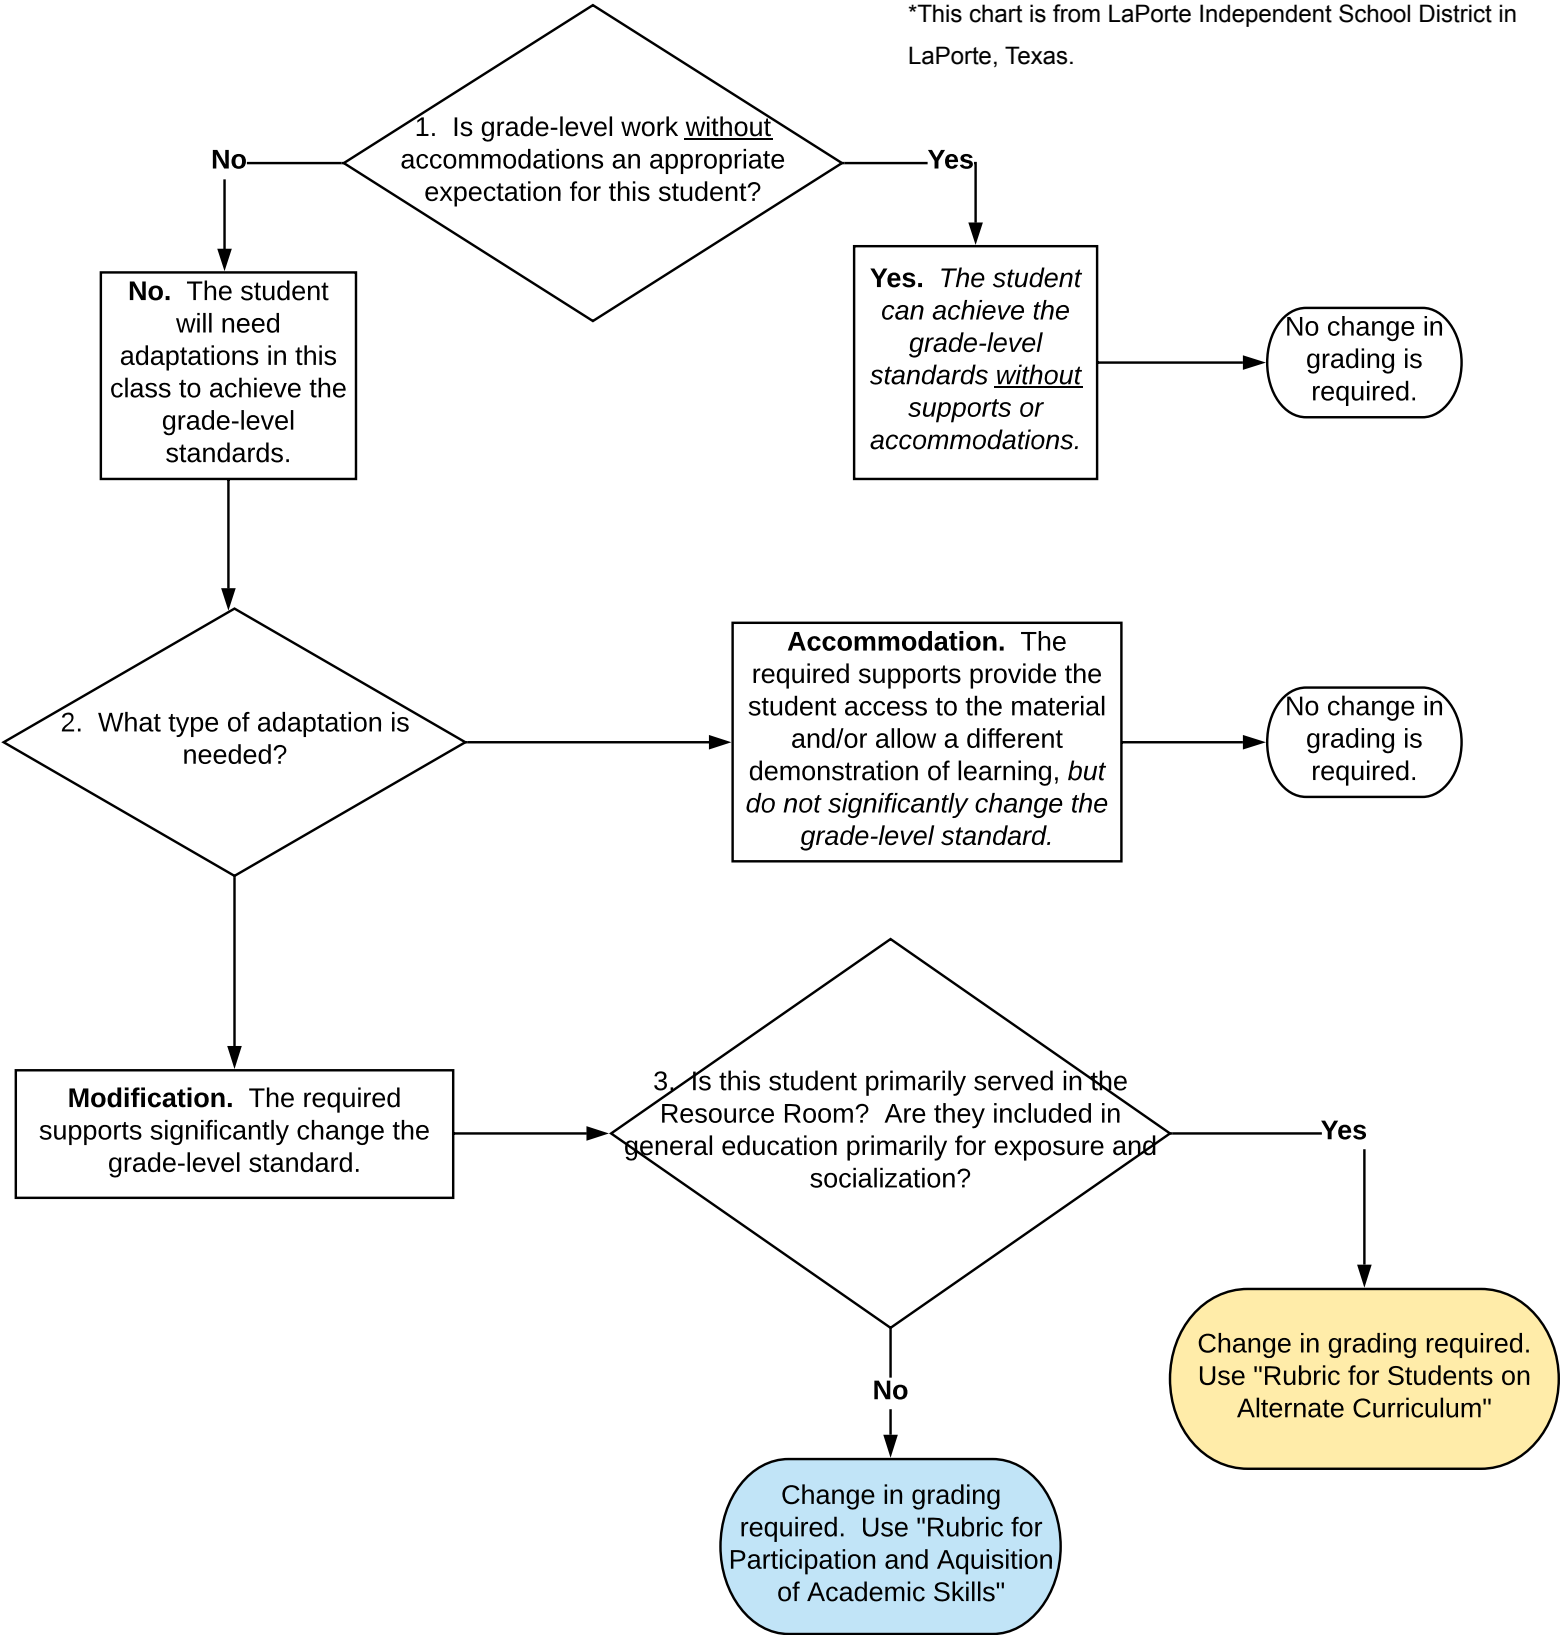 *This chart is from LaPorte Independent School District in
LaPorte, Texas.
1.  Is grade-level work without
accommodations an appropriate
expectation for this student?
No
Yes
No.  The student
will need
adaptations in this
class to achieve the
grade-level
standards.
Yes.  The student
can achieve the
grade-level
standards without
supports or
accommodations.
No change in
grading is
required.
2.  What type of adaptation is
needed?
Accommodation.  The
required supports provide the
student access to the material
and/or allow a different
demonstration of learning, but
do not significantly change the
grade-level standard.
No change in
grading is
required.
Modification.  The required
supports significantly change the
grade-level standard.
3.  Is this student primarily served in the
Resource Room?  Are they included in
general education primarily for exposure and
socialization?
Yes
No
Change in grading required.
Use "Rubric for Students on
Alternate Curriculum"
Change in grading
required.  Use "Rubric for
Participation and Aquisition
of Academic Skills"